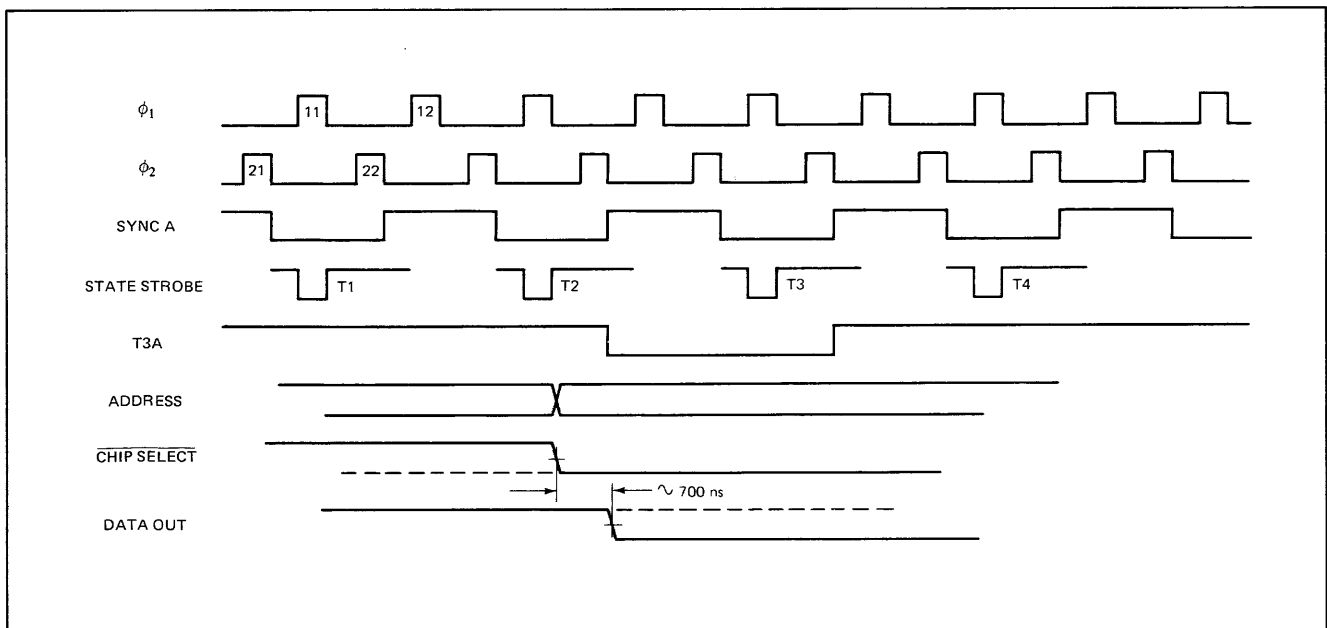 ϕ1
11
12
ϕ2
21
22
SYNC A
STATE STROBE
T1
T2
T3
T4
T3A
ADDRESS
CHIP SELECT
∿ 700 ns
DATA OUT